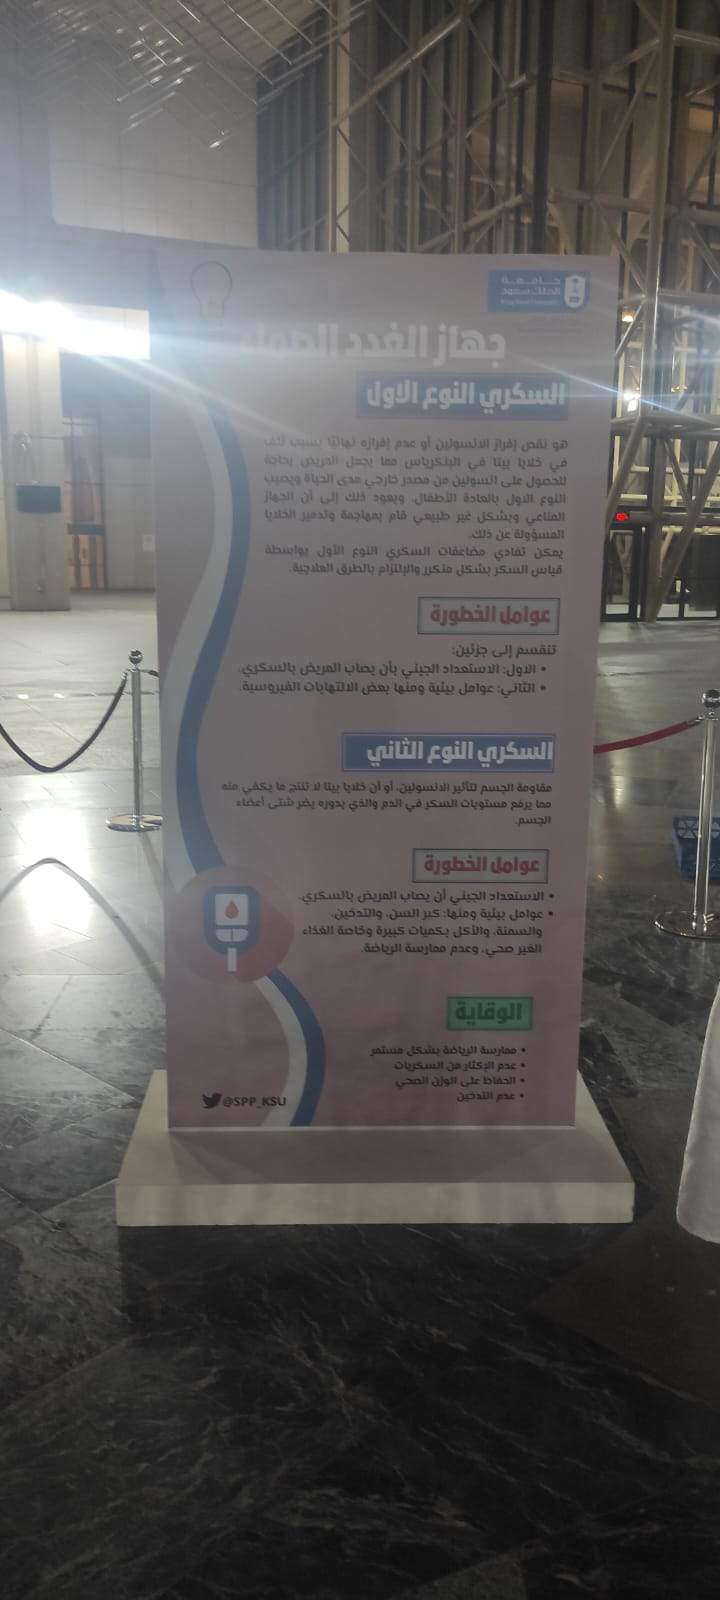 جامعة
الملك سعود
King Saud University
جهاز الغدد الصماء
السكري النوع الاول
هو نقص إفراز الانسولين أو عدم إفرازه نهائيًا بسبب تلف
في خلايا بيتا في البنكرياس مما يجعل المريض بحاجة
للحصول على انسولين من مصدر خارجي مدى الحياة ويصيب
النوع الاول بالعادة الأطفال. ويعود ذلك إلى أن الجهاز
المناعي وبشكل غير طبيعي قام بمهاجمة وتدمير الخلايا
المسؤولة عن ذلك.
يمكن تفادي مضاعفات السكري النوع الأول بواسطة
قياس السكر بشكل متكرر والإلتزام بالطرق العلاجية.
عوامل الخطورة
تنقسم إلى جزئين:
• الاول: الاستعداد الجيني بأن يصاب المريض بالسكري.
• الثاني: عوامل بيئية ومنها بعض الالتهابات الفيروسية.
السكري النوع الثاني
مقاومة الجسم لتأثير الانسولين، أو أن خلايا بيتا لا تنتج ما يكفي منه
مما يرفع مستويات السكر في الدم والذي بدوره يضر شتى أعضاء
الجسم.
عوامل الخطورة
• الاستعداد الجيني أن يصاب المريض بالسكري.
• عوامل بيئية ومنها: كبر السن، والتدخين،
والسمنة، والأكل بكميات كبيرة وخاصة الغذاء
الغير صحي، وعدم ممارسة الرياضة.
الوقاية
• ممارسة الرياضة بشكل مستمر
• عدم الإكثار من السكريات
• الحفاظ على الوزن الصحي
• عدم التدخين
@SPP_KSU